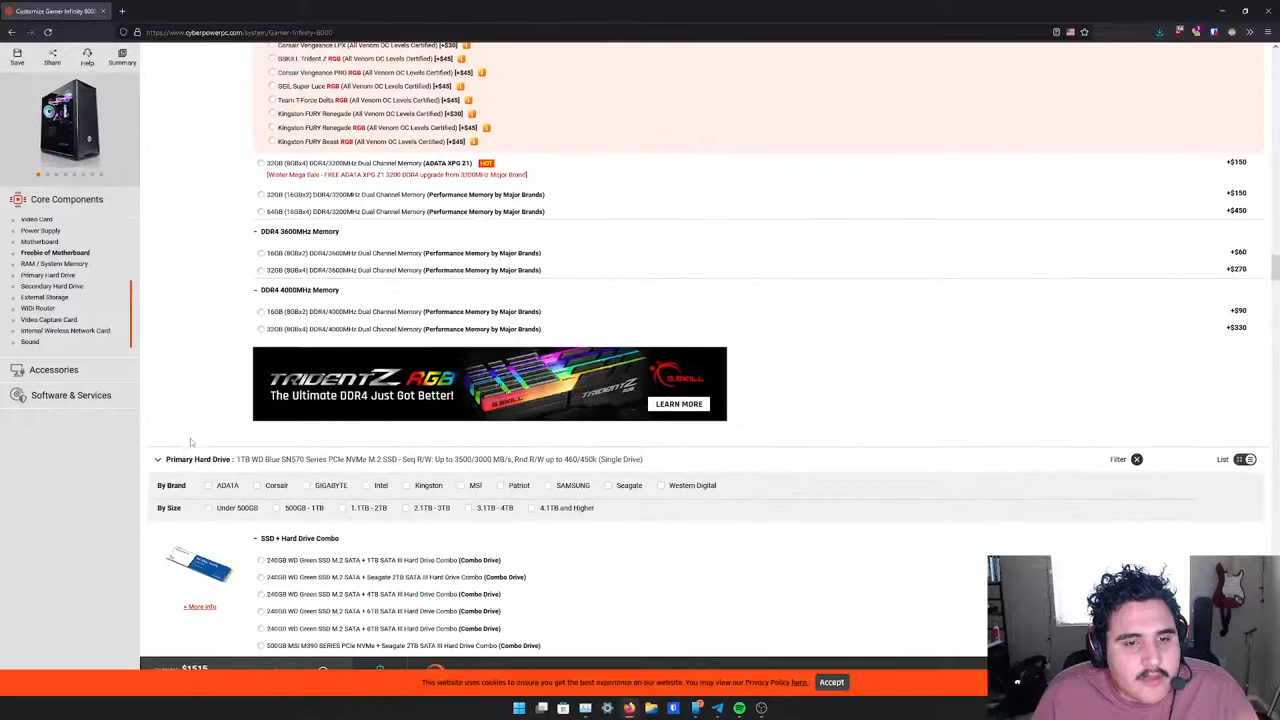 Customize Gamer Infinity 8000
https://www.cyberpowerpc.com/system/Gamer-Infinity-8000
Save
Share
Help
Summary
Core Components
Video Card
Power Supply
Motherboard
Freebie of Motherboard
RAM / System Memory
Primary Hard Drive
Secondary Hard Drive
External Storage
WiDi Router
Video Capture Card
Internal Wireless Network Card
Sound
Accessories
Software & Services
Corsair Vengeance LPX (All Venom OC Levels Certified) [+$30]
GSKILL Trident Z RGB (All Venom OC Levels Certified) [+$45]
Corsair Vengeance PRO RGB (All Venom OC Levels Certified) [+$45]
GEIL Super Luce RGB (All Venom OC Levels Certified) [+$45]
Team T-Force Delta RGB (All Venom OC Levels Certified) [+$45]
Kingston FURY Renegade (All Venom OC Levels Certified) [+$30]
Kingston FURY Renegade RGB (All Venom OC Levels Certified) [+$45]
Kingston FURY Beast RGB (All Venom OC Levels Certified) [+$45]
32GB (8GBx4) DDR4/3200MHz Dual Channel Memory (ADATA XPG Z1) HOT +$150
[Winter Mega Sale - FREE ADATA XPG Z1 3200 DDR4 upgrade from 3200MHz Major Brand]
32GB (16GBx2) DDR4/3200MHz Dual Channel Memory (Performance Memory by Major Brands) +$150
64GB (16GBx4) DDR4/3200MHz Dual Channel Memory (Performance Memory by Major Brands) +$450
- DDR4 3600MHz Memory
16GB (8GBx2) DDR4/3600MHz Dual Channel Memory (Performance Memory by Major Brands) +$60
32GB (8GBx4) DDR4/3600MHz Dual Channel Memory (Performance Memory by Major Brands) +$270
- DDR4 4000MHz Memory
16GB (8GBx2) DDR4/4000MHz Dual Channel Memory (Performance Memory by Major Brands) +$90
32GB (8GBx4) DDR4/4000MHz Dual Channel Memory (Performance Memory by Major Brands) +$330
TRIDENTZ RGB
The Ultimate DDR4 Just Got Better!
G.SKILL
LEARN MORE
Primary Hard Drive : 1TB WD Blue SN570 Series PCIe NVMe M.2 SSD - Seq R/W: Up to 3500/3000 MB/s, Rnd R/W up to 460/450k (Single Drive) Filter List
By Brand ADATA Corsair GIGABYTE Intel Kingston MSI Patriot SAMSUNG Seagate Western Digital
By Size Under 500GB 500GB - 1TB 1.1TB - 2TB 2.1TB - 3TB 3.1TB - 4TB 4.1TB and Higher
- SSD + Hard Drive Combo
240GB WD Green SSD M.2 SATA + 1TB SATA III Hard Drive Combo (Combo Drive)
240GB WD Green SSD M.2 SATA + Seagate 2TB SATA III Hard Drive Combo (Combo Drive)
240GB WD Green SSD M.2 SATA + 4TB SATA III Hard Drive Combo (Combo Drive)
240GB WD Green SSD M.2 SATA + 6TB SATA III Hard Drive Combo (Combo Drive)
240GB WD Green SSD M.2 SATA + 8TB SATA III Hard Drive Combo (Combo Drive)
500GB MSI M390 SERIES PCIe NVMe + Seagate 2TB SATA III Hard Drive Combo (Combo Drive)
» More info
$1515
This website uses cookies to ensure you get the best experience on our website. You may view our Privacy Policy here. Accept